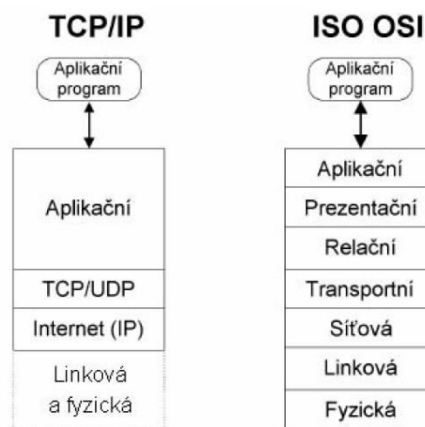 TCP/IP
Aplikační
program
Aplikační
TCP/UDP
Internet (IP)
Linková
a fyzická
ISO OSI
Aplikační
program
Aplikační
Prezentační
Relační
Transportní
Síťová
Linková
Fyzická